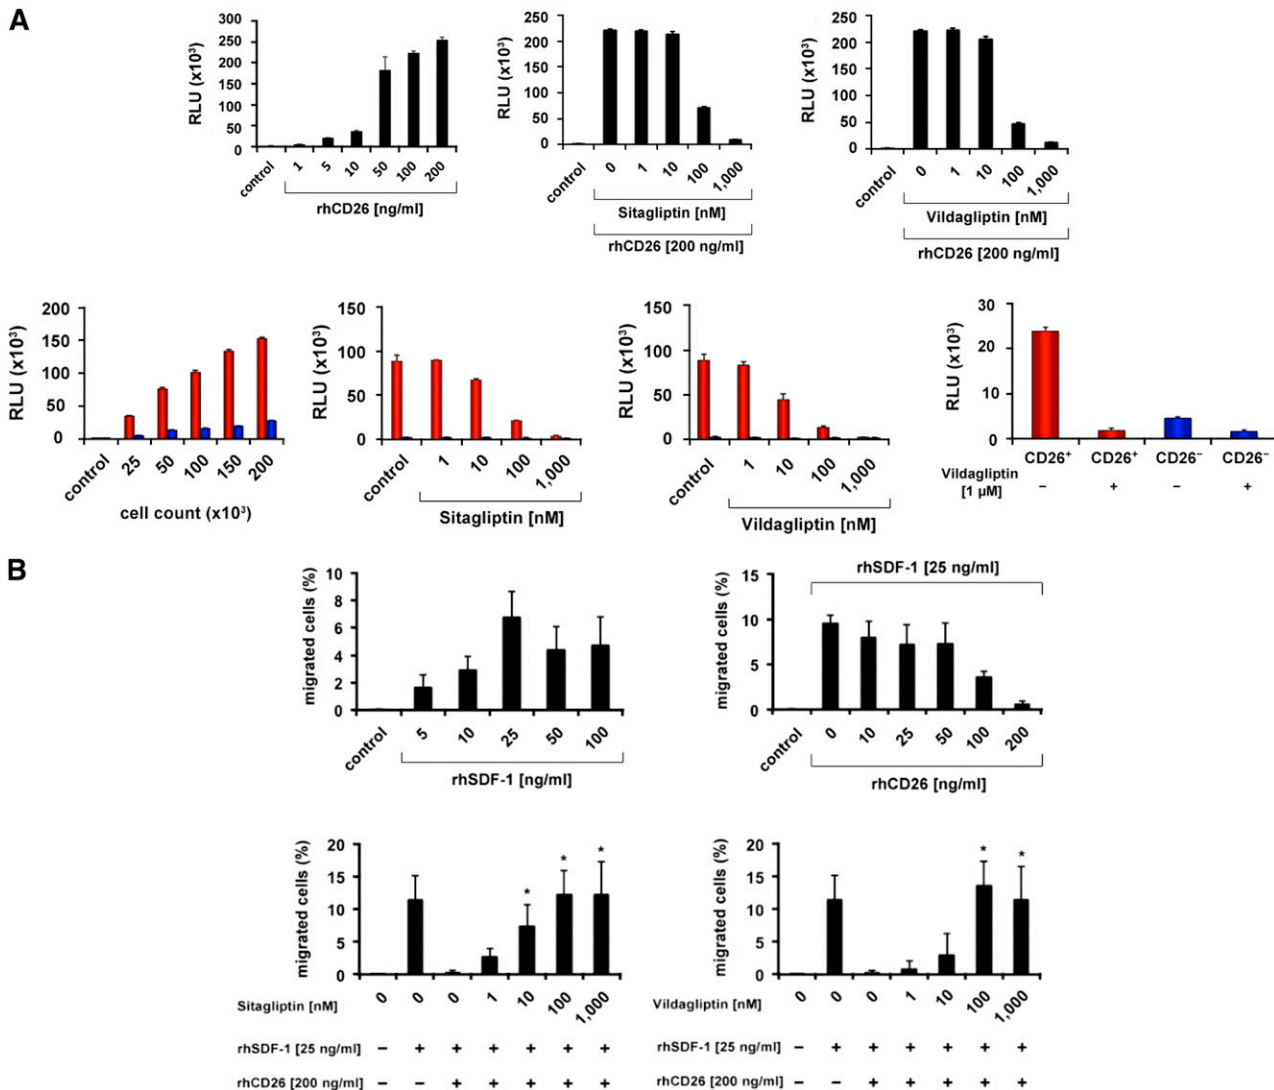 A
RLU (x10³)
300
250
200
150
100
50
0
control
1
5
10
50
100
200
rhCD26 [ng/ml]
RLU (x10³)
250
200
150
100
50
0
control
0
1
10
100
1,000
Sitagliptin [nM]
rhCD26 [200 ng/ml]
RLU (x10³)
250
200
150
100
50
0
control
0
1
10
100
1,000
Vildagliptin [nM]
rhCD26 [200 ng/ml]
RLU (x10³)
200
150
100
50
0
control
25
50
100
150
200
cell count (x10³)
RLU (x10³)
150
100
50
0
control
1
10
100
1,000
Sitagliptin [nM]
RLU (x10³)
150
100
50
0
control
1
10
100
1,000
Vildagliptin [nM]
RLU (x10³)
30
20
10
0
CD26⁺ CD26⁺ CD26⁻ CD26⁻
Vildagliptin
[1 µM]
– + – +
B
migrated cells (%)
10
8
6
4
2
0
control
5
10
25
50
100
rhSDF-1 [ng/ml]
migrated cells (%)
15
10
5
0
rhSDF-1 [25 ng/ml]
control
0
10
25
50
100
200
rhCD26 [ng/ml]
migrated cells (%)
20
15
10
5
0
* * *
Sitagliptin [nM] 0 0 0 1 10 100 1,000
rhSDF-1 [25 ng/ml] – + + + + + +
rhCD26 [200 ng/ml] – – + + + + +
migrated cells (%)
20
15
10
5
0
* *
Vildagliptin [nM] 0 0 0 1 10 100 1,000
rhSDF-1 [25 ng/ml] – + + + + + +
rhCD26 [200 ng/ml] – – + + + + +